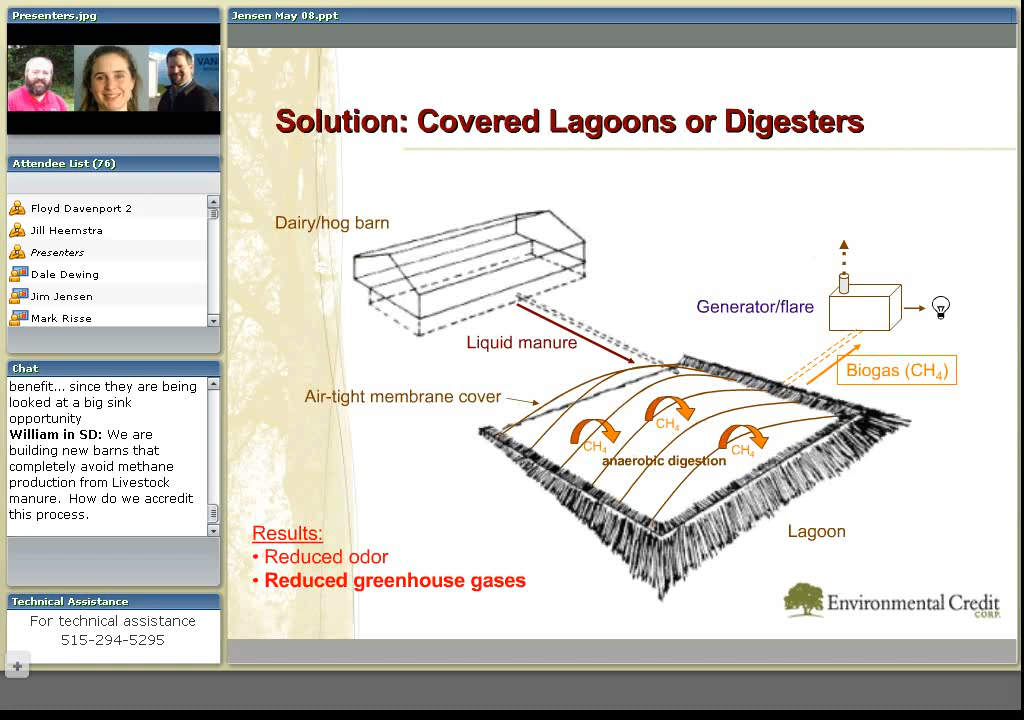 Presenters.jpg
VAN
Attendee List (76)
Floyd Davenport 2
Jill Heemstra
Presenters
Dale Dewing
Jim Jensen
Mark Risse
Chat
benefit... since they are being
looked at a big sink
opportunity
William in SD: We are
building new barns that
completely avoid methane
production from Livestock
manure. How do we accredit
this process.
Technical Assistance
For technical assistance
515-294-5295
Jensen May 08.ppt
Solution: Covered Lagoons or Digesters
Dairy/hog barn
Generator/flare
Liquid manure
Biogas (CH4)
Air-tight membrane cover
CH4
CH4
CH4
anaerobic digestion
Lagoon
Results:
• Reduced odor
• Reduced greenhouse gases
Environmental Credit
CORP.